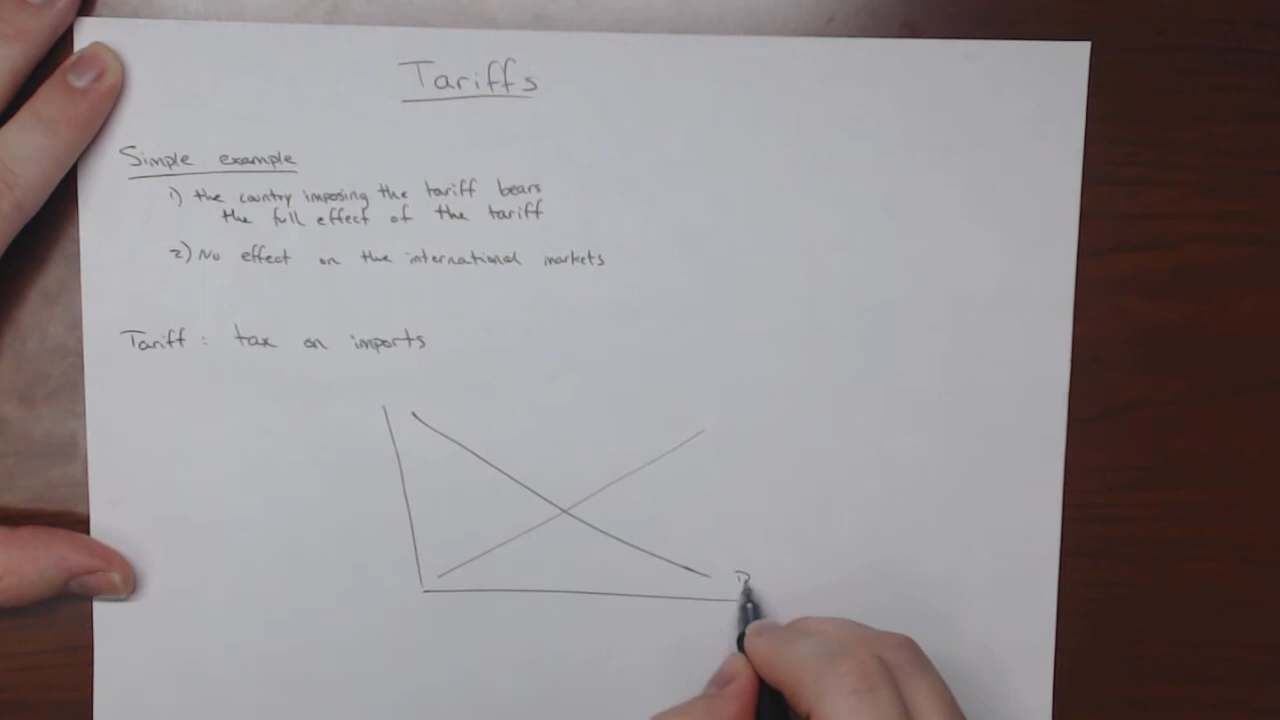 Tariffs
Simple example
1) the country imposing the tariff bears
the full effect of the tariff
2) No effect on the international markets
Tariff : tax on imports
D